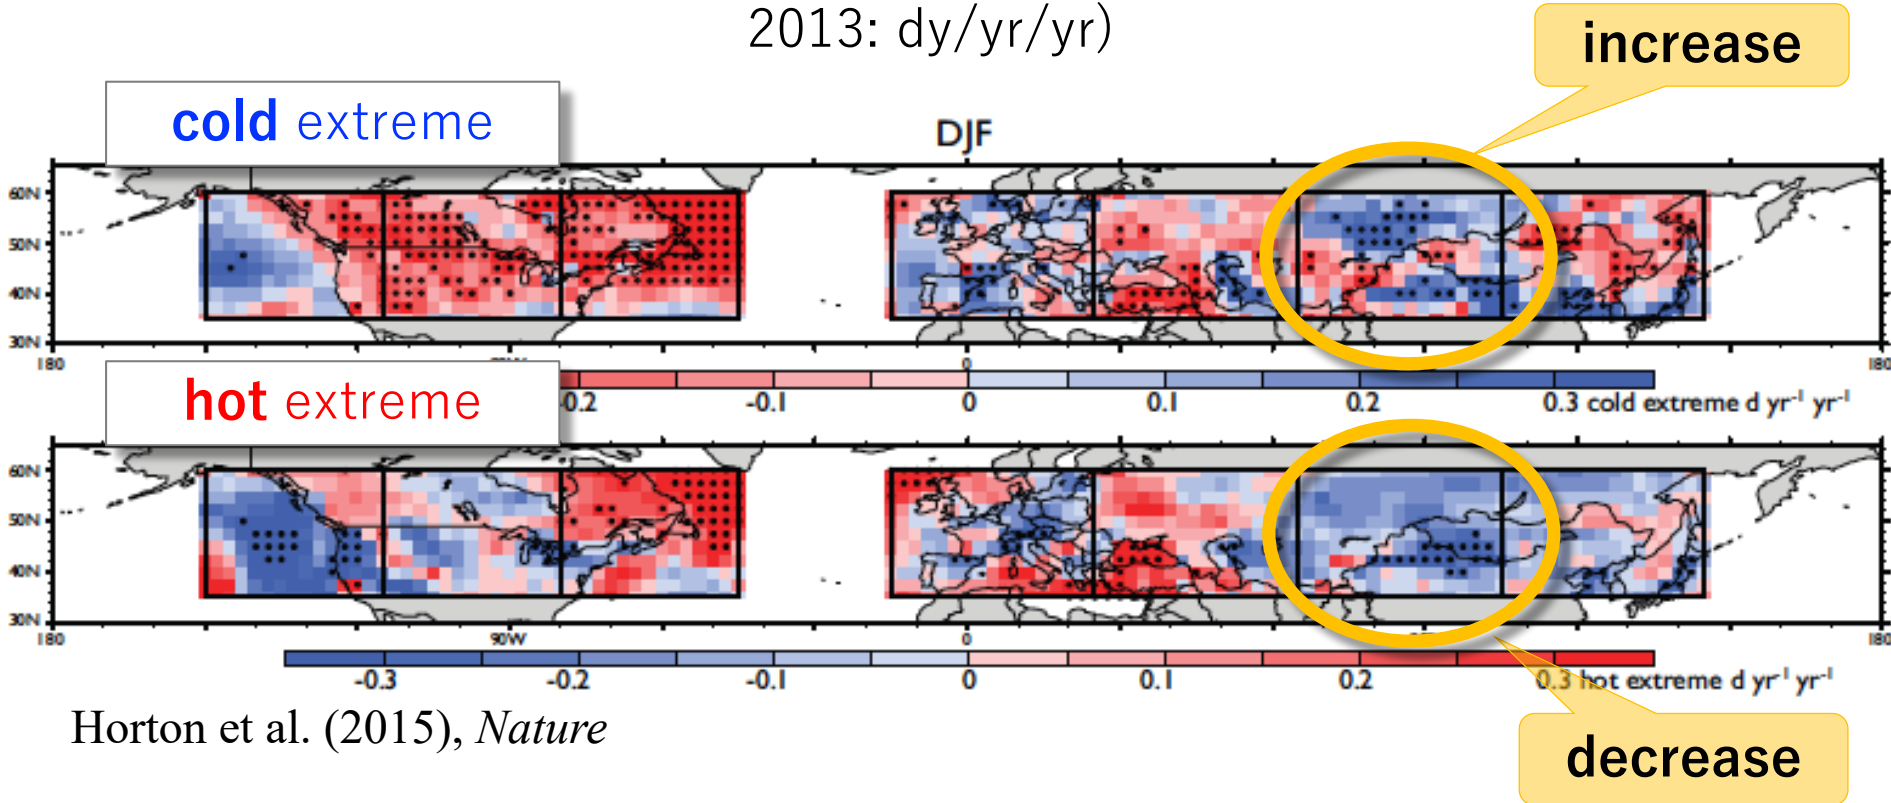 2013: dy/yr/yr)
increase
cold extreme
DJF
60N
50N
40N
30N
180
0
180
hot extreme
-0.2
-0.1
0
0.1
0.2
0.3 cold extreme d yr-1 yr-1
60N
50N
40N
30N
180
90W
0
180
-0.3
-0.2
-0.1
0
0.1
0.2
0.3 hot extreme d yr-1 yr-1
Horton et al. (2015), Nature
decrease